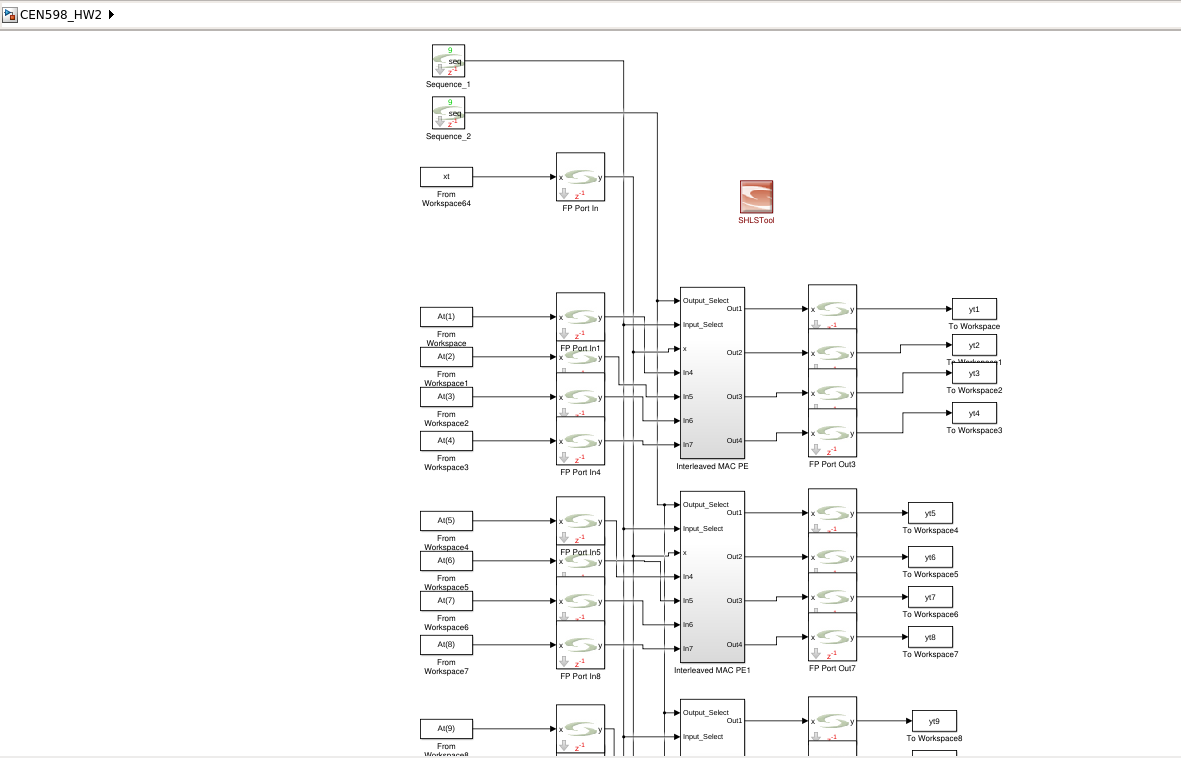 CEN598_HW2
9
seq
z-1
Sequence_1
9
seq
z-1
Sequence_2
xt
From
Workspace64
x y
z-1
FP Port In
SHLSTool
At(1)
From
Workspace
x y
z-1
FP Port In1
At(2)
From
Workspace1
x y
At(3)
From
Workspace2
x y
z-1
At(4)
From
Workspace3
x y
z-1
FP Port In4
Output_Select
Input_Select
x
In4
In5
In6
In7
Out1
Out2
Out3
Out4
Interleaved MAC PE
x y
z-1
x y
x y
x y
z-1
FP Port Out3
yt1
To Workspace
yt2
To Workspace1
yt3
To Workspace2
yt4
To Workspace3
At(5)
From
Workspace4
x y
z-1
FP Port In5
At(6)
From
Workspace5
x y
At(7)
From
Workspace6
x y
z-1
At(8)
From
Workspace7
x y
z-1
FP Port In8
Output_Select
Input_Select
x
In4
In5
In6
In7
Out1
Out2
Out3
Out4
Interleaved MAC PE1
x y
z-1
x y
x y
x y
z-1
FP Port Out7
yt5
To Workspace4
yt6
To Workspace5
yt7
To Workspace6
yt8
To Workspace7
At(9)
From
Workspace8
x y
z-1
Output_Select
Input_Select
Out1
x y
z-1
yt9
To Workspace8